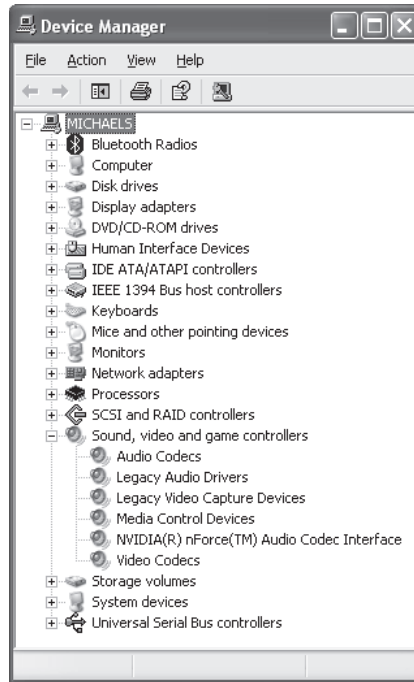 Device Manager
File Action View Help
MICHAELS
Bluetooth Radios
Computer
Disk drives
Display adapters
DVD/CD-ROM drives
Human Interface Devices
IDE ATA/ATAPI controllers
IEEE 1394 Bus host controllers
Keyboards
Mice and other pointing devices
Monitors
Network adapters
Processors
SCSI and RAID controllers
Sound, video and game controllers
Audio Codecs
Legacy Audio Drivers
Legacy Video Capture Devices
Media Control Devices
NVIDIA(R) nForce(TM) Audio Codec Interface
Video Codecs
Storage volumes
System devices
Universal Serial Bus controllers